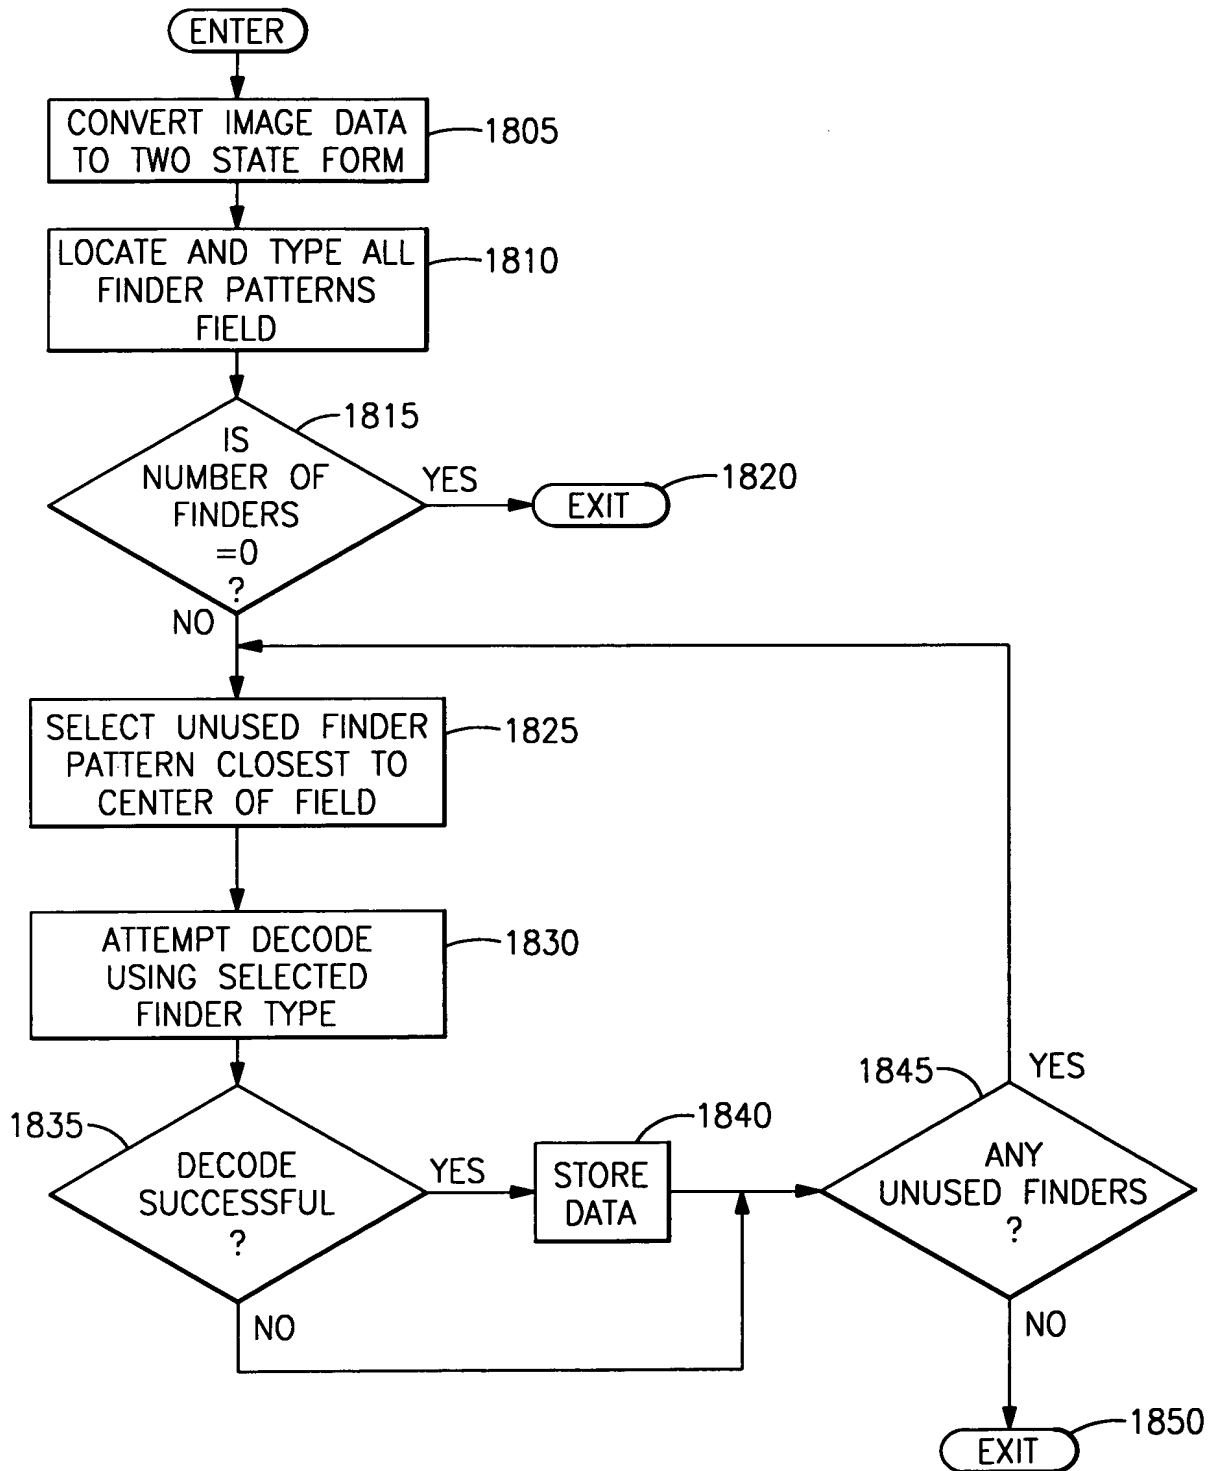 ENTER
CONVERT IMAGE DATA
TO TWO STATE FORM
1805
LOCATE AND TYPE ALL
FINDER PATTERNS
FIELD
1810
IS
NUMBER OF
FINDERS
=0
?
1815
YES
EXIT
1820
NO
SELECT UNUSED FINDER
PATTERN CLOSEST TO
CENTER OF FIELD
1825
ATTEMPT DECODE
USING SELECTED
FINDER TYPE
1830
1835
DECODE
SUCCESSFUL
?
YES
NO
1840
STORE
DATA
1845
YES
ANY
UNUSED FINDERS
?
NO
EXIT
1850